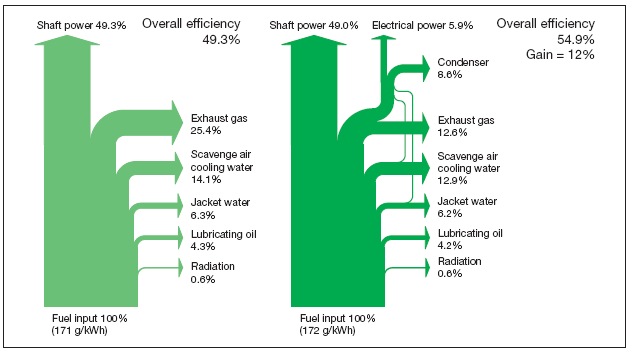 Shaft power 49.3%
Overall efficiency
49.3%
Exhaust gas
25.4%
Scavenge air
cooling water
14.1%
Jacket water
6.3%
Lubricating oil
4.3%
Radiation
0.6%
Fuel input 100%
(171 g/kWh)
Shaft power 49.0%
Electrical power 5.9%
Overall efficiency
54.9%
Gain = 12%
Condenser
8.6%
Exhaust gas
12.6%
Scavenge air
cooling water
12.9%
Jacket water
6.2%
Lubricating oil
4.2%
Radiation
0.6%
Fuel input 100%
(172 g/kWh)